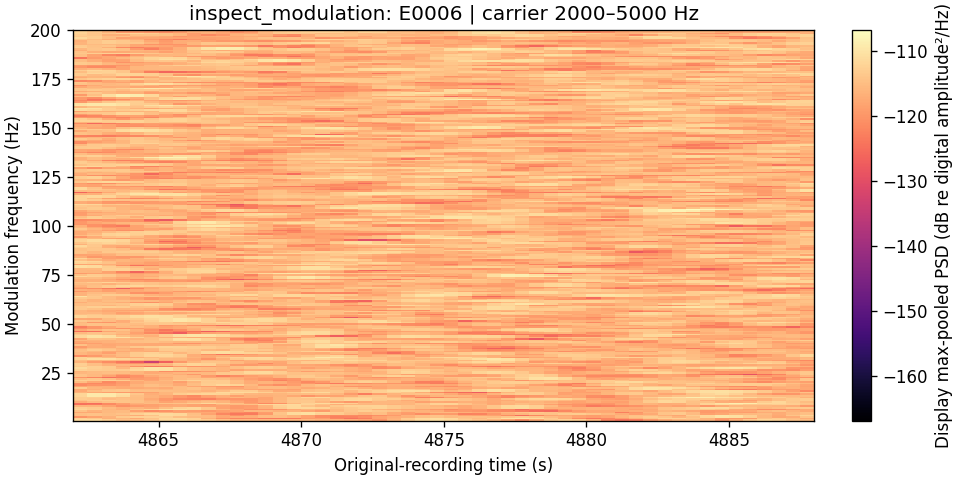 inspect_modulation: E0006 | carrier 2000–5000 Hz
200
175
150
125
100
75
50
25
Modulation frequency (Hz)
4865 4870 4875 4880 4885
Original-recording time (s)
−110
−120
−130
−140
−150
−160
Display max-pooled PSD (dB re digital amplitude²/Hz)